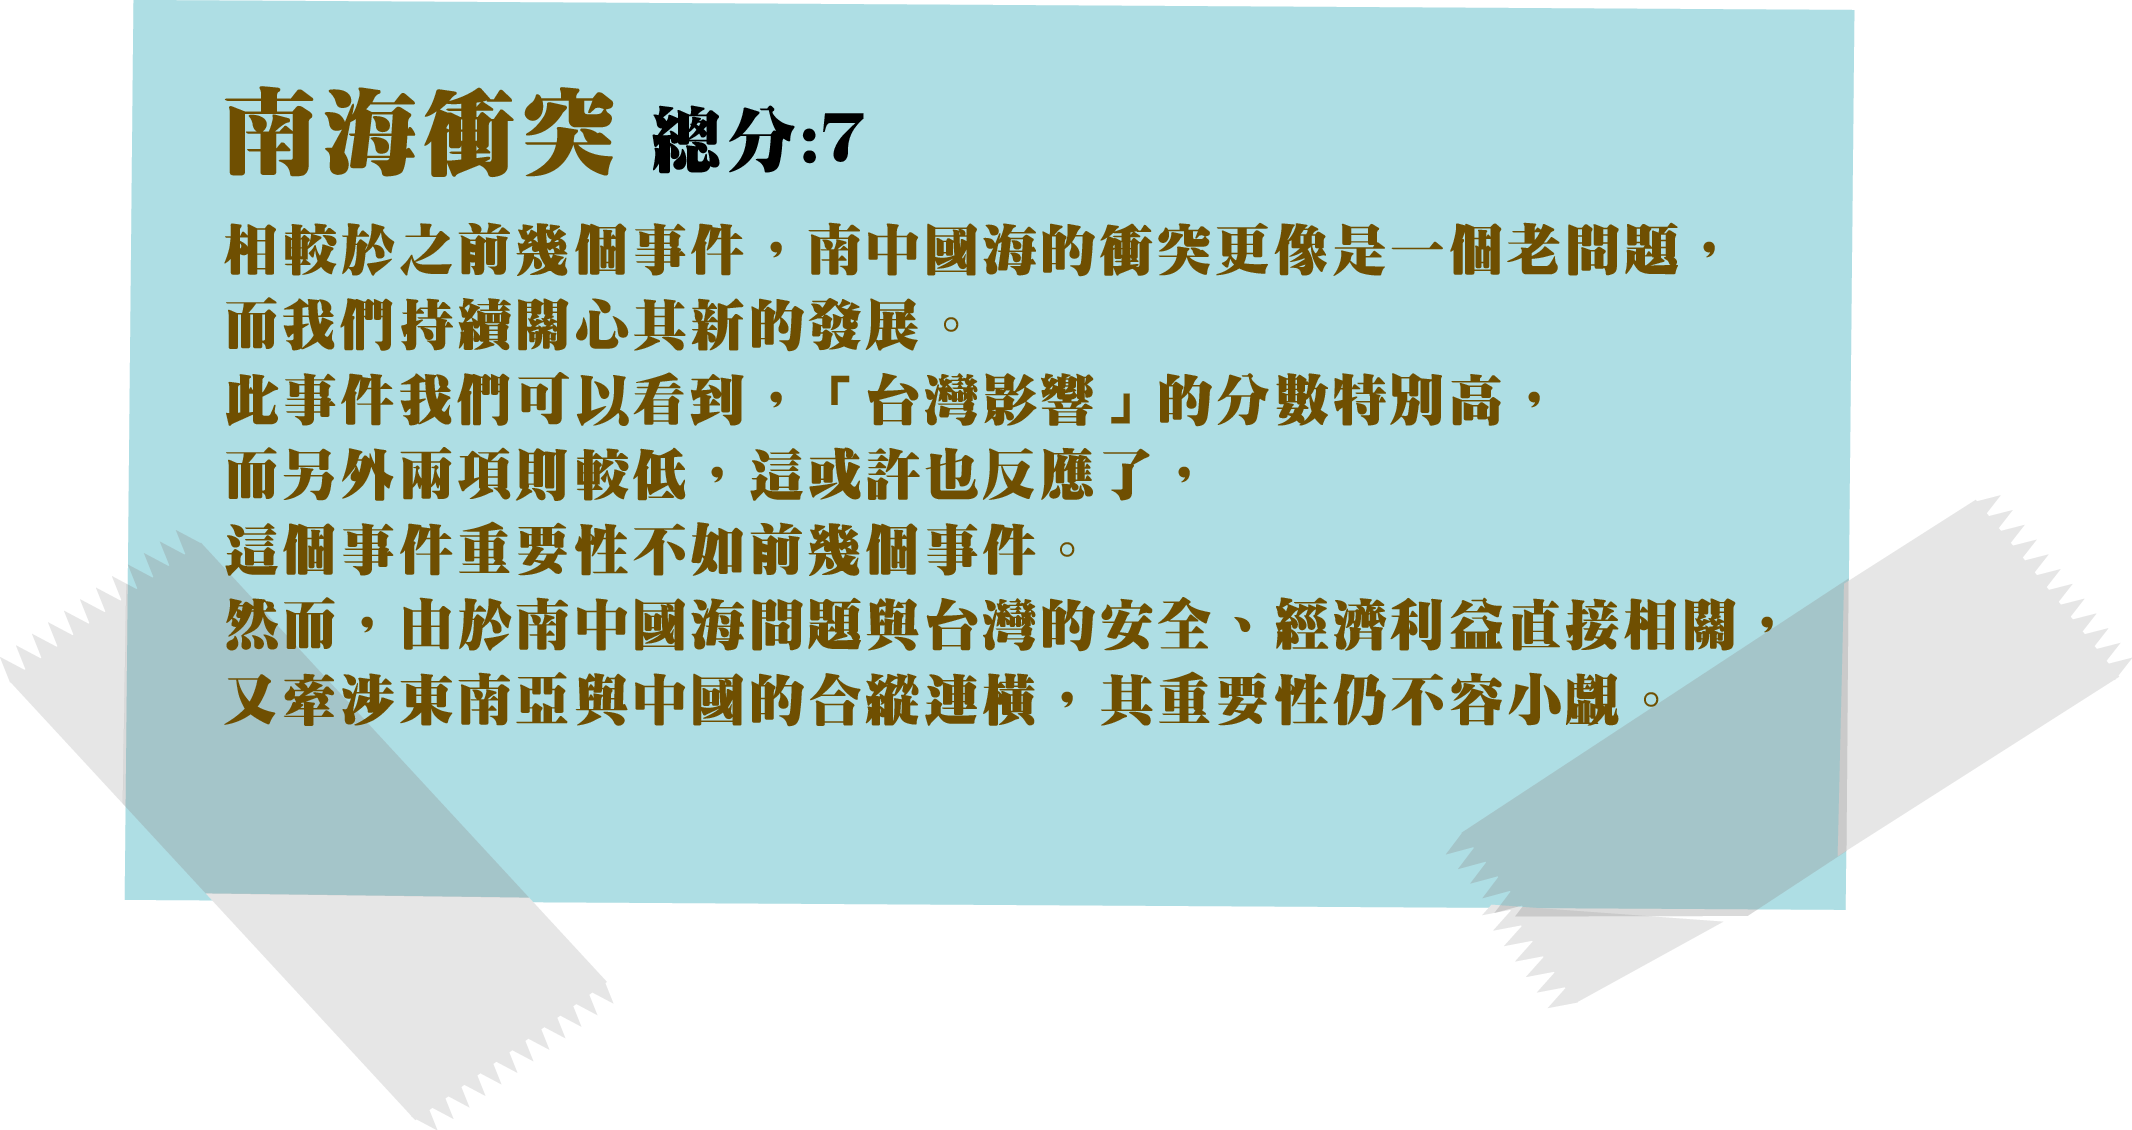 南海衝突 總分:7
相較於之前幾個事件，南中國海的衝突更像是一個老問題，
而我們持續關心其新的發展。
此事件我們可以看到，「台灣影響」的分數特別高，
而另外兩項則較低，這或許也反應了，
這個事件重要性不如前幾個事件。
然而，由於南中國海問題與台灣的安全、經濟利益直接相關，
又牽涉東南亞與中國的合縱連橫，其重要性仍不容小覷。